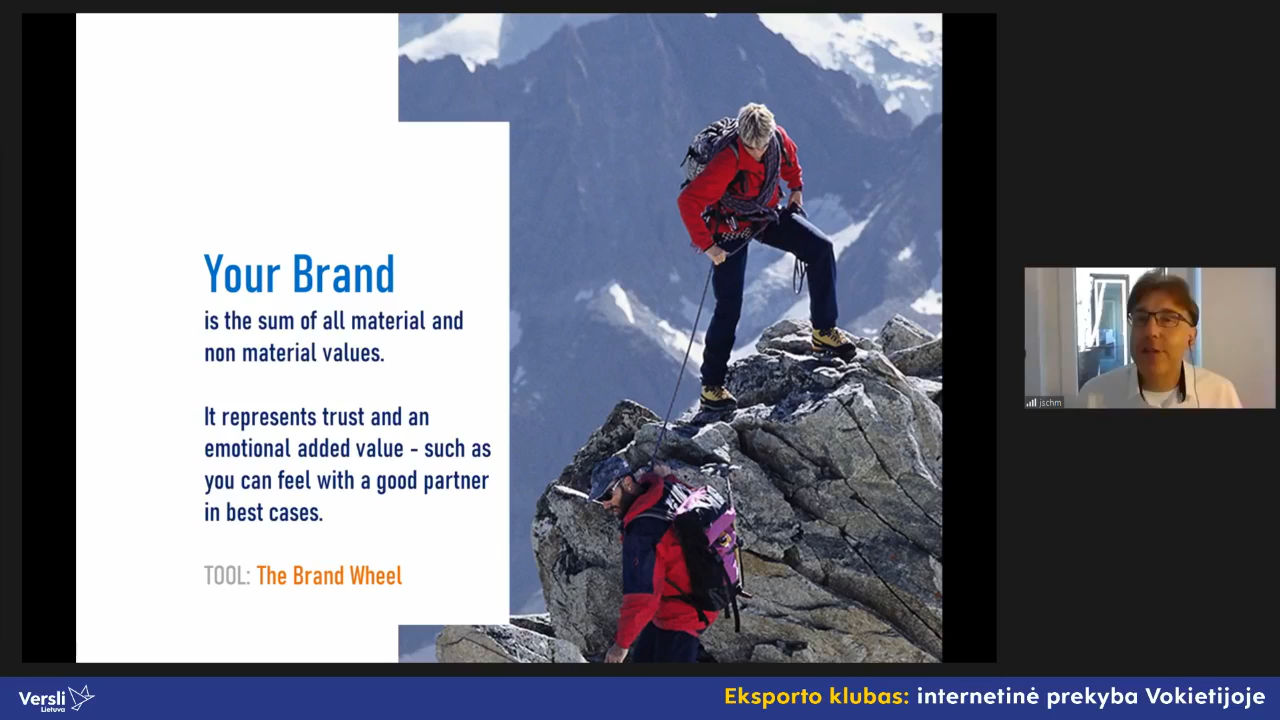 Your Brand
is the sum of all material and
non material values.
It represents trust and an
emotional added value - such as
you can feel with a good partner
in best cases.
TOOL: The Brand Wheel
jschm
Versli
Lietuva
Eksporto klubas: internetinė prekyba Vokietijoje